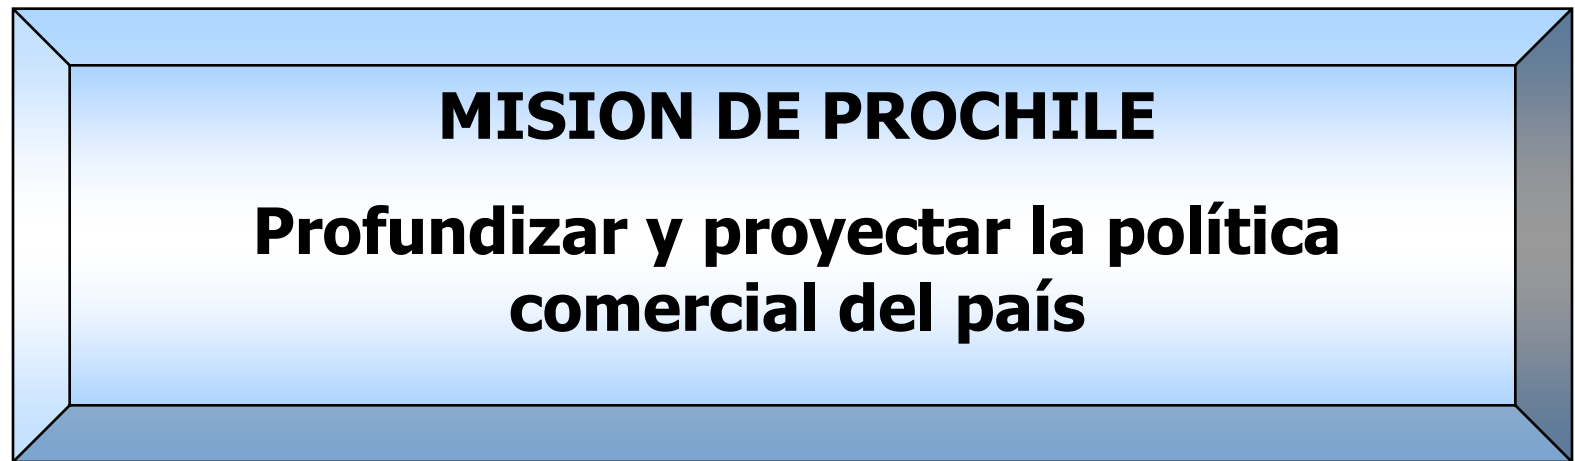 MISION DE PROCHILE
Profundizar y proyectar la política
comercial del país